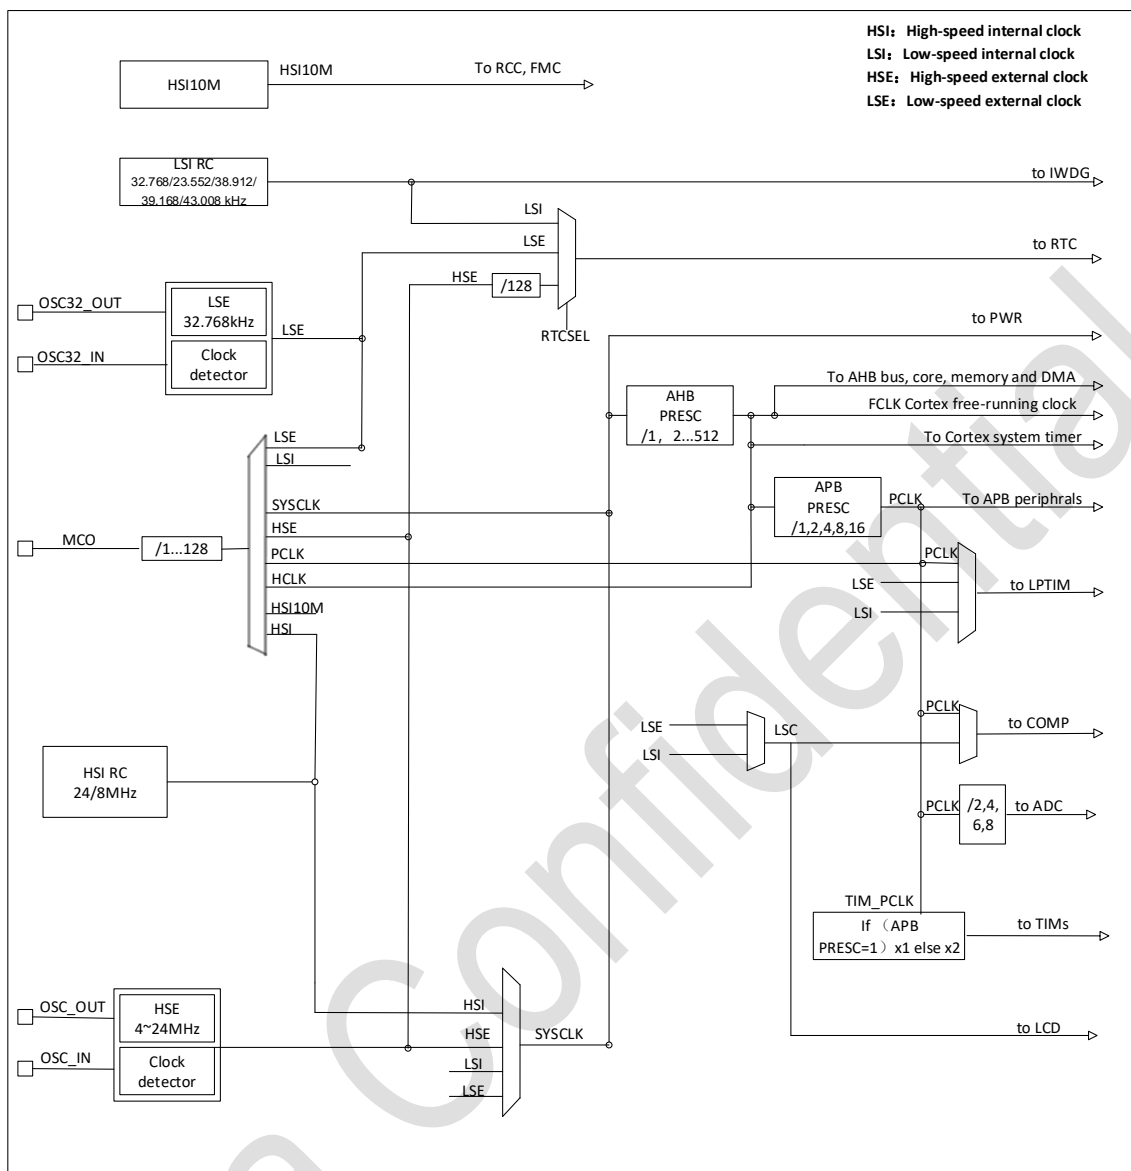 HSI：High-speed internal clock
LSI：Low-speed internal clock
HSE：High-speed external clock
LSE：Low-speed external clock
HSI10M
HSI10M
To RCC, FMC
LSI RC
32.768/23.552/38.912/
39.168/43.008 kHz
to IWDG
LSI
LSE
to RTC
HSE
/128
RTCSEL
OSC32_OUT
LSE
32.768kHz
LSE
OSC32_IN
Clock
detector
to PWR
To AHB bus, core, memory and DMA
AHB
PRESC
/1， 2...512
FCLK Cortex free-running clock
To Cortex system timer
LSE
LSI
SYSCLK
HSE
PCLK
HCLK
HSI10M
HSI
MCO
/1...128
APB
PRESC
/1,2,4,8,16
PCLK
To APB periphrals
PCLK
LSE
LSI
to LPTIM
LSE
LSI
LSC
PCLK
to COMP
HSI RC
24/8MHz
PCLK
/2,4,
6,8
to ADC
TIM_PCLK
If （APB
PRESC=1）x1 else x2
to TIMs
OSC_OUT
HSE
4~24MHz
OSC_IN
Clock
detector
HSI
HSE
LSI
LSE
SYSCLK
to LCD
a Confidential